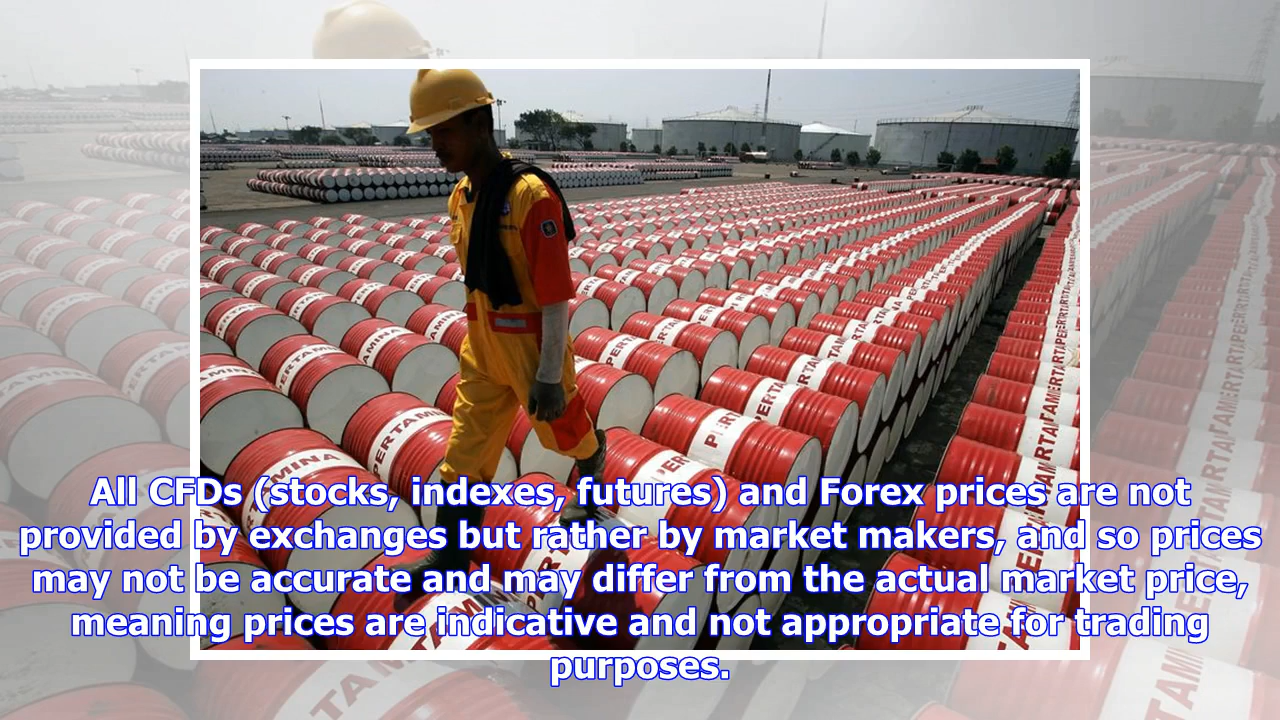 PERTAMINA
All CFDs (stocks, indexes, futures) and Forex prices are not
provided by exchanges but rather by market makers, and so prices
may not be accurate and may differ from the actual market price,
meaning prices are indicative and not appropriate for trading
purposes.